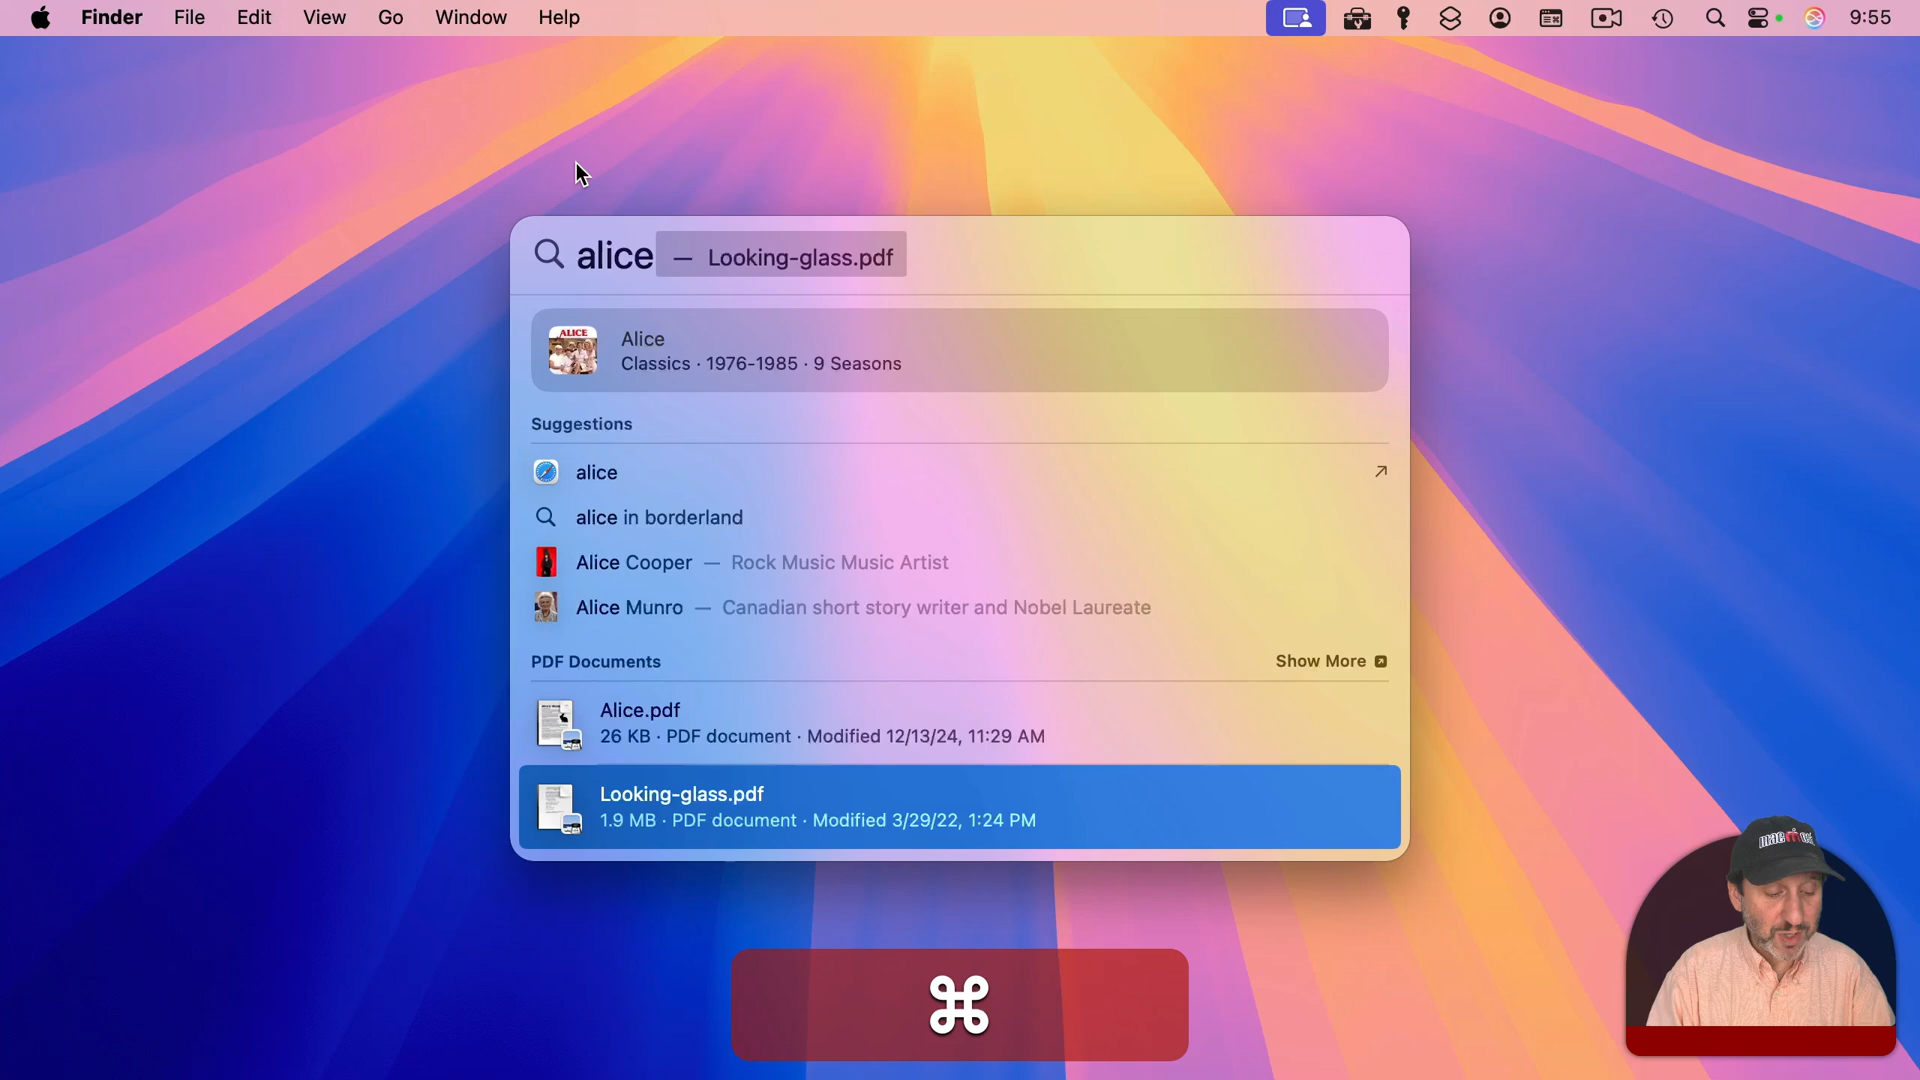 Finder File Edit View Go Window Help 9:55
alice — Looking-glass.pdf
ALICE
Alice
Classics · 1976-1985 · 9 Seasons
Suggestions
alice
alice in borderland
Alice Cooper — Rock Music Music Artist
Alice Munro — Canadian short story writer and Nobel Laureate
PDF Documents Show More
Alice.pdf
26 KB · PDF document · Modified 12/13/24, 11:29 AM
Looking-glass.pdf
1.9 MB · PDF document · Modified 3/29/22, 1:24 PM
⌘